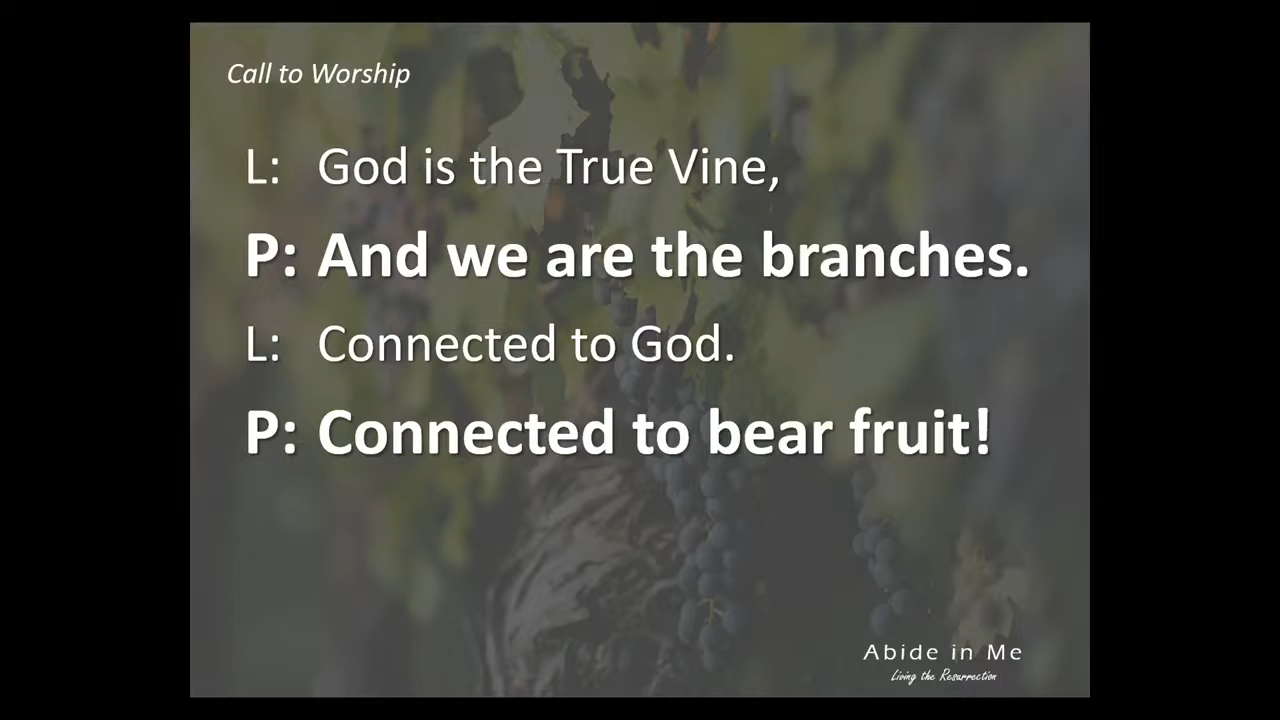 Call to Worship
L: God is the True Vine,
P: And we are the branches.
L: Connected to God.
P: Connected to bear fruit!
Abide in Me
Living the Resurrection